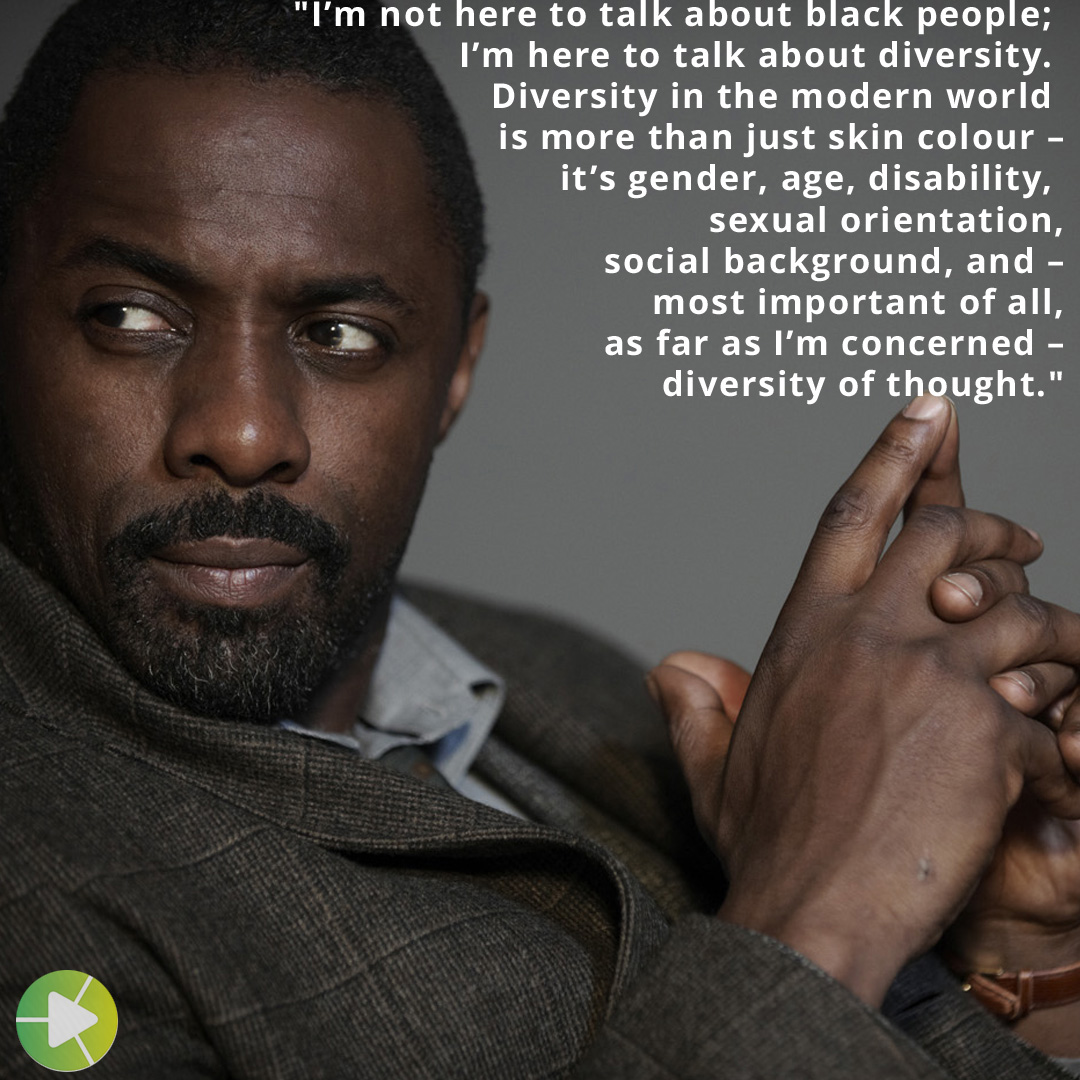 "I’m not here to talk about black people;
I’m here to talk about diversity.
Diversity in the modern world
is more than just skin colour –
it’s gender, age, disability,
sexual orientation,
social background, and –
most important of all,
as far as I’m concerned –
diversity of thought."